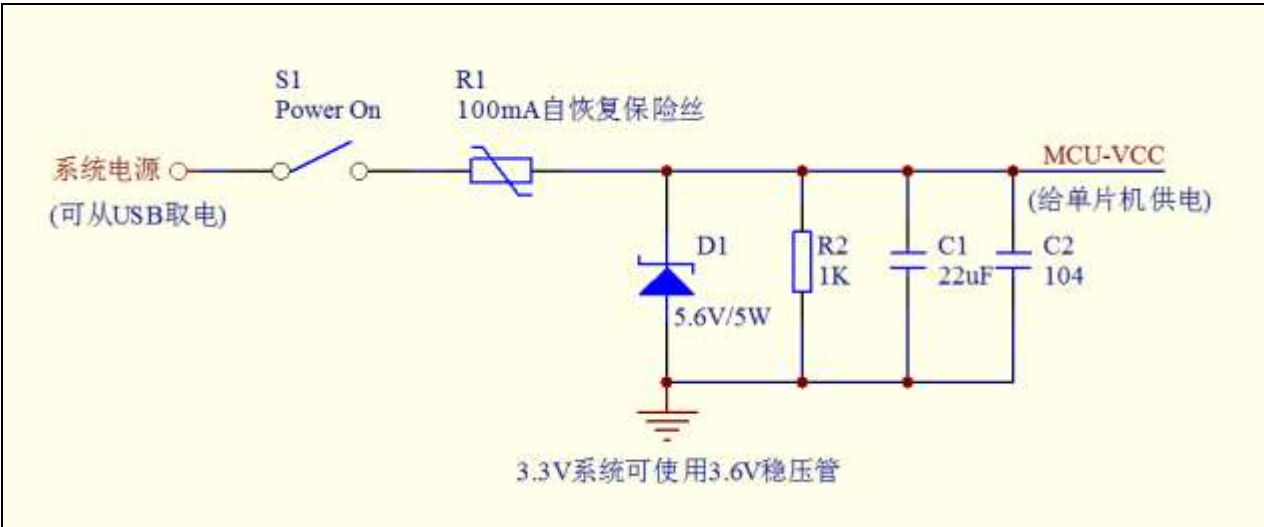 S1
Power On
R1
100mA自恢复保险丝
系统电源
(可从USB取电)
MCU-VCC
(给单片机供电)
D1
5.6V/5W
R2
1K
C1
22uF
C2
104
3.3V系统可使用3.6V稳压管